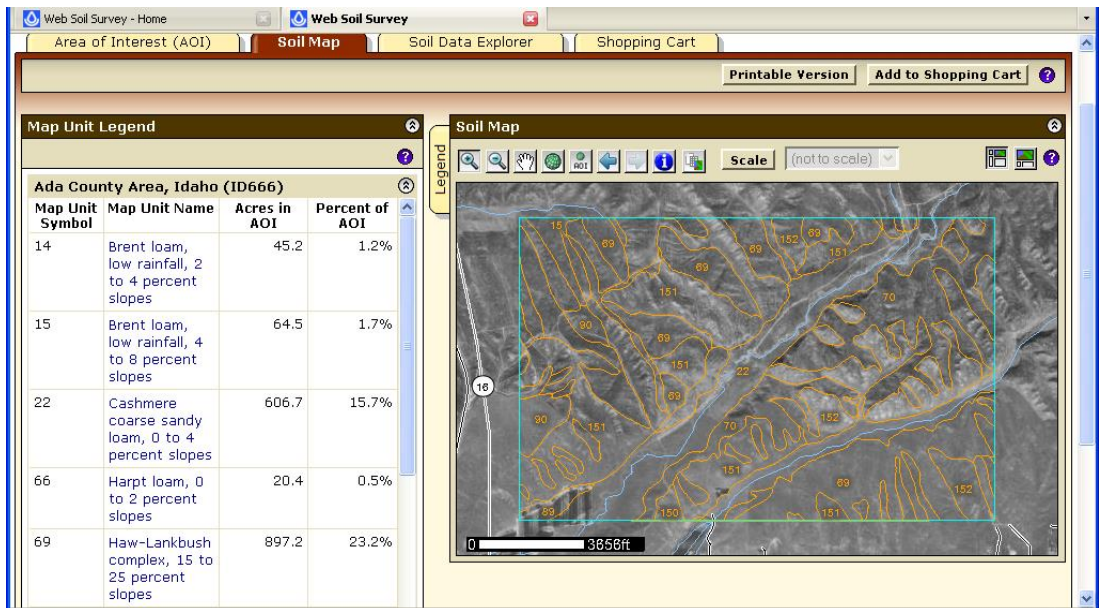 Web Soil Survey - Home
Web Soil Survey
Area of Interest (AOI)
Soil Map
Soil Data Explorer
Shopping Cart
Printable Version
Add to Shopping Cart
?
Map Unit Legend
?
Ada County Area, Idaho (ID666)
Map Unit Symbol
Map Unit Name
Acres in AOI
Percent of AOI
14
Brent loam,
low rainfall, 2
to 4 percent
slopes
45.2
1.2%
15
Brent loam,
low rainfall, 4
to 8 percent
slopes
64.5
1.7%
22
Cashmere
coarse sandy
loam, 0 to 4
percent slopes
606.7
15.7%
66
Harpt loam, 0
to 2 percent
slopes
20.4
0.5%
69
Haw-Lankbush
complex, 15 to
25 percent
slopes
897.2
23.2%
Legend
Soil Map
AOI
i
Scale
(not to scale)
?
15
69
69
69
152
69
151
151
70
90
69
151
22
69
16
90
151
70
152
151
69
152
89
150
151
0
3656ft